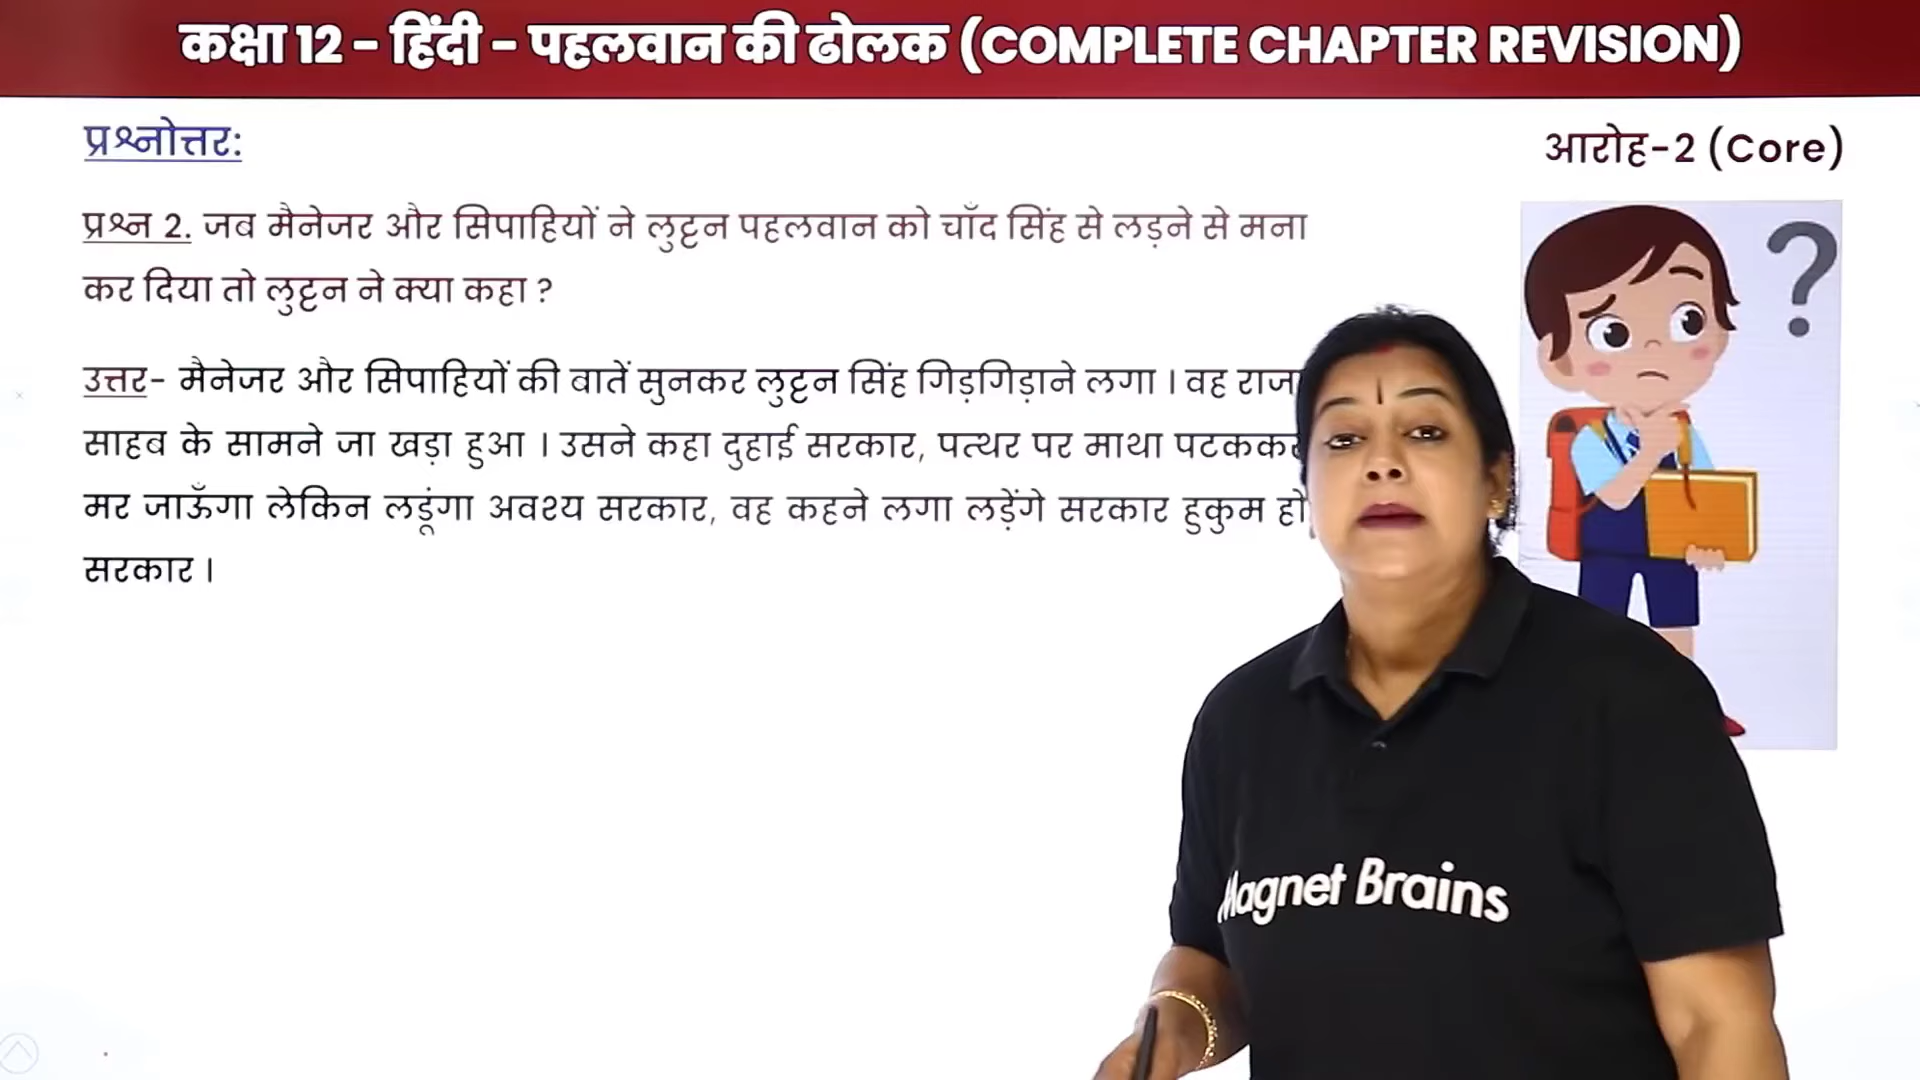 कक्षा 12 - हिंदी - पहलवान की ढोलक (COMPLETE CHAPTER REVISION)
प्रश्नोत्तर:
आरोह-2 (Core)
प्रश्न 2. जब मैनेजर और सिपाहियों ने लुट्टन पहलवान को चाँद सिंह से लड़ने से मना
कर दिया तो लुट्टन ने क्या कहा ?
?
उत्तर- मैनेजर और सिपाहियों की बातें सुनकर लुट्टन सिंह गिड़गिड़ाने लगा । वह राजा
साहब के सामने जा खड़ा हुआ । उसने कहा दुहाई सरकार, पत्थर पर माथा पटककर
मर जाऊँगा लेकिन लडूंगा अवश्य सरकार, वह कहने लगा लड़ेंगे सरकार हुकुम हो
सरकार ।
Magnet Brains